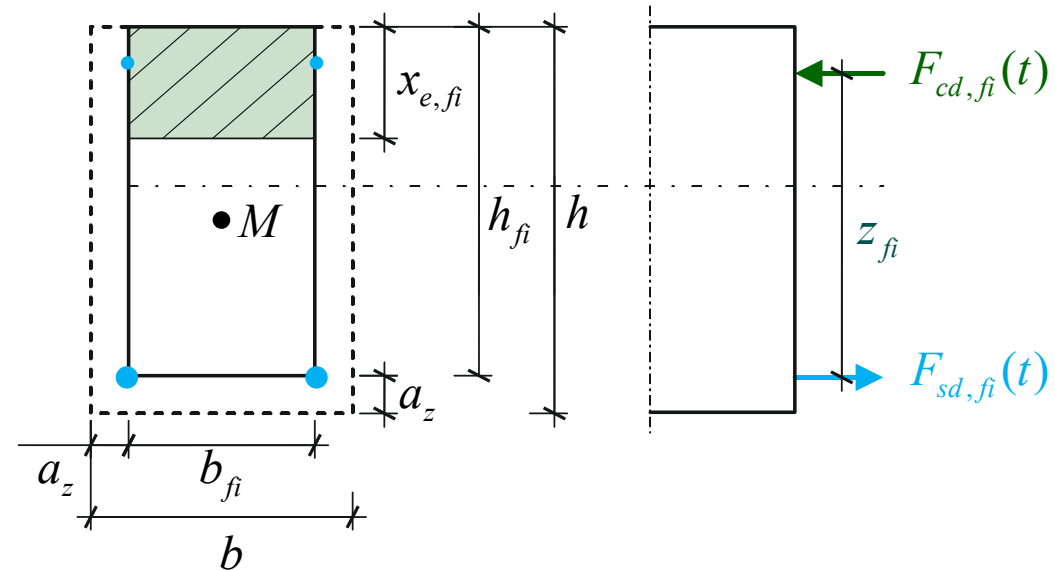 x_{e,fi}
F_{cd,fi}(t)
M
h_{fi}
h
z_{fi}
F_{sd,fi}(t)
a_z
a_z
b_{fi}
b